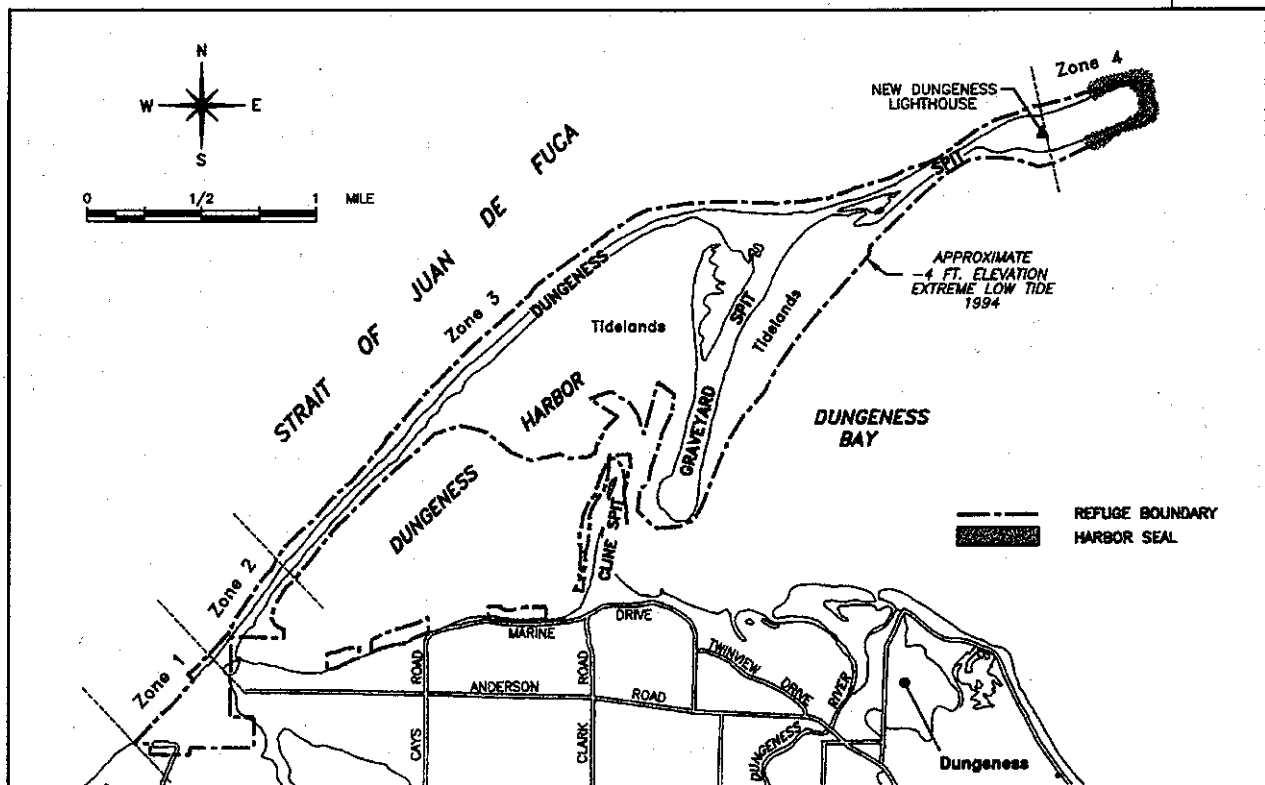 N
W
E
S
0
1/2
1
MILE
Zone 4
NEW DUNGENESS
LIGHTHOUSE
STRAIT OF JUAN DE FUCA
Zone 3
DUNGENESS
SPIT
APPROXIMATE
-4 FT. ELEVATION
EXTREME LOW TIDE
1994
Tidelands
SPIT
Tidelands
HARBOR
GRAVEYARD
DUNGENESS
BAY
DUNGENESS
CLINE SPIT
REFUGE BOUNDARY
HARBOR SEAL
Zone 2
Zone 1
MARINE
DRIVE
ROAD
ROAD
TWINVIEW
DRIVE
RIVER
ANDERSON
ROAD
CAYS
CLARK
DUNGENESS
Dungeness